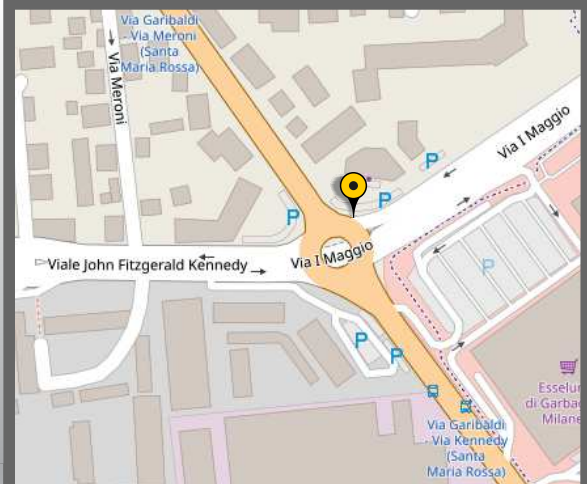 Via Garibaldi
- Via Meroni
(Santa
Maria Rossa)
Via Meroni
Via I Maggio
P
P
P
Via I Maggio
Viale John Fitzgerald Kennedy
P
P
P
Esselun
di Garbag
Milane
Via Garibaldi
- Via Kennedy
(Santa
Maria Rossa)